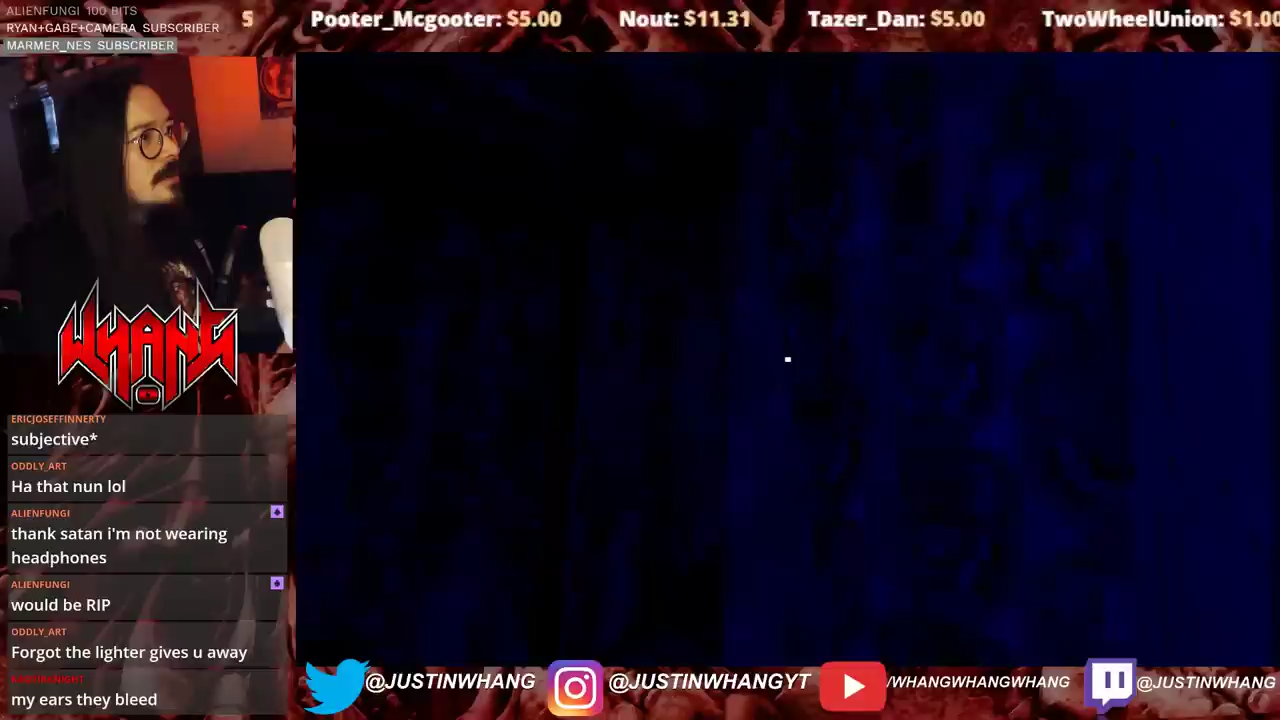 ALIENFUNGI 100 BITS
RYAN+GABE+CAMERA SUBSCRIBER
MARMER_NES SUBSCRIBER
5 Pooter_Mcgooter: $5.00 Nout: $11.31 Tazer_Dan: $5.00 TwoWheelUnion: $1.00
WHANG
ERICJOSEFFINNERTY
subjective*
ODDLY_ART
Ha that nun lol
ALIENFUNGI
thank satan i'm not wearing
headphones
ALIENFUNGI
would be RIP
ODDLY_ART
Forgot the lighter gives u away
my ears they bleed
@JUSTINWHANG @JUSTINWHANGYT /WHANGWHANGWHANG @JUSTINWHANG